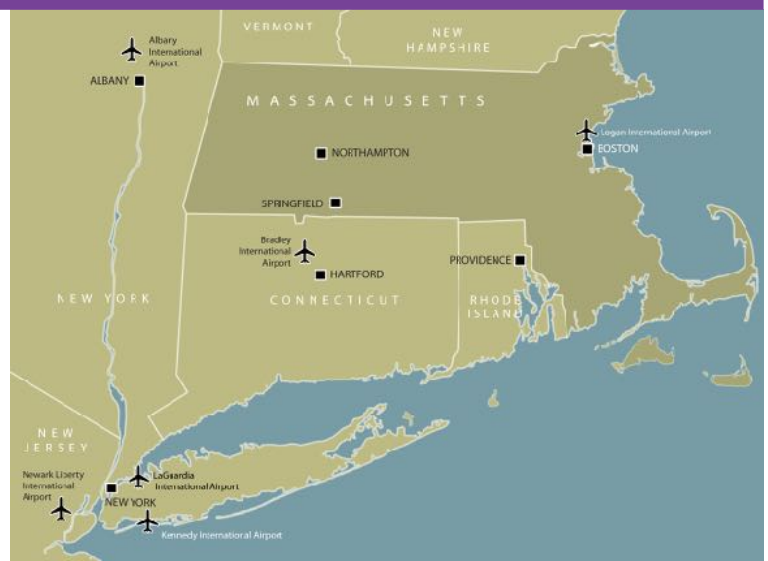 VERMONT
NEW
HAMPSHIRE
Albany
International
Airport
ALBANY
MASSACHUSETTS
Logan International Airport
EOSTON
NORTHAMPTON
SPRINGFIELD
Bradley
International
Airport
HARTFORD
PROVIDENCE
NEW YORK
CONNECTICUT
RHODE
ISLAND
NEW
JERSEY
Newark Liberty
International
Airport
LaGuardia
International Airport
NEW YORK
Kennedy International Airport